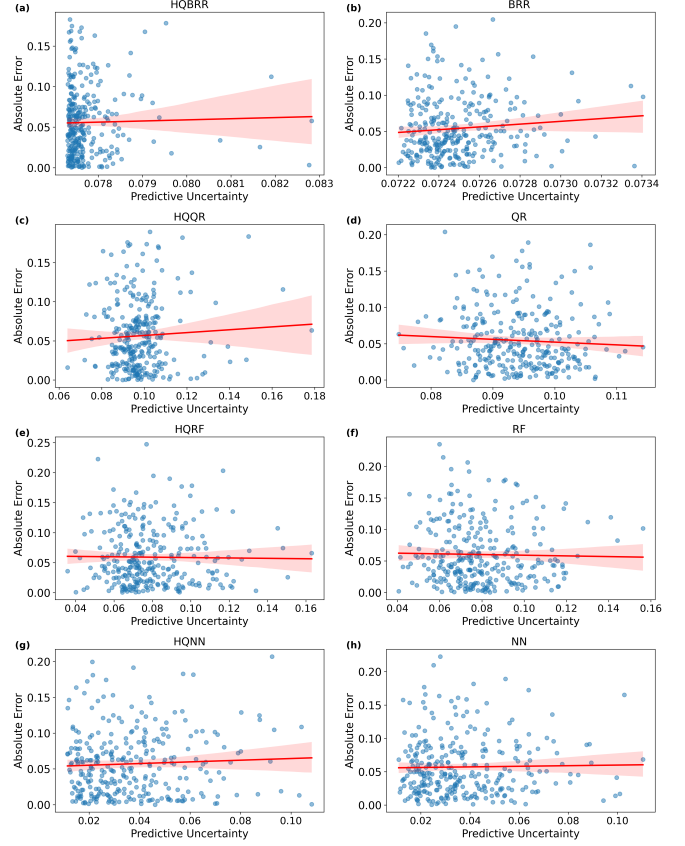 (a) HQBRR
Absolute Error
0.15
0.10
0.05
0.00
0.078 0.079 0.080 0.081 0.082 0.083
Predictive Uncertainty
(b) BRR
Absolute Error
0.20
0.15
0.10
0.05
0.00
0.0722 0.0724 0.0726 0.0728 0.0730 0.0732 0.0734
Predictive Uncertainty
(c) HQQR
Absolute Error
0.15
0.10
0.05
0.00
0.06 0.08 0.10 0.12 0.14 0.16 0.18
Predictive Uncertainty
(d) QR
Absolute Error
0.20
0.15
0.10
0.05
0.00
0.08 0.09 0.10 0.11
Predictive Uncertainty
(e) HQRF
Absolute Error
0.25
0.20
0.15
0.10
0.05
0.00
0.04 0.06 0.08 0.10 0.12 0.14 0.16
Predictive Uncertainty
(f) RF
Absolute Error
0.20
0.15
0.10
0.05
0.00
0.04 0.06 0.08 0.10 0.12 0.14 0.16
Predictive Uncertainty
(g) HQNN
Absolute Error
0.20
0.15
0.10
0.05
0.00
0.02 0.04 0.06 0.08 0.10
Predictive Uncertainty
(h) NN
Absolute Error
0.20
0.15
0.10
0.05
0.00
0.02 0.04 0.06 0.08 0.10
Predictive Uncertainty